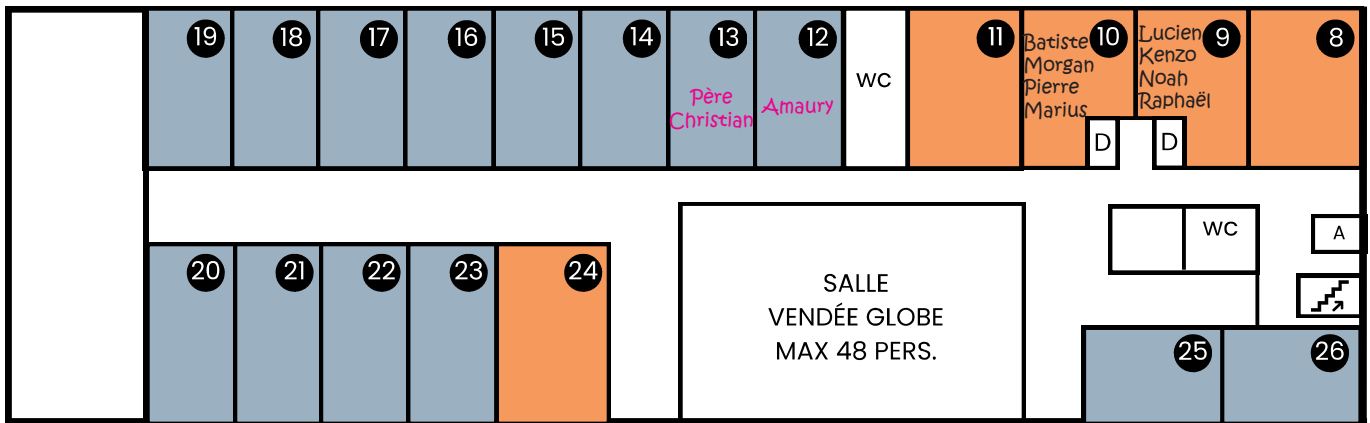 19
18
17
16
15
14
13
12
11
10
9
8
Père
Christian
Amaury
WC
Batiste
Morgan
Pierre
Marius
Lucien
Kenzo
Noah
Raphaël
D
D
WC
A
20
21
22
23
24
SALLE
VENDÉE GLOBE
MAX 48 PERS.
25
26